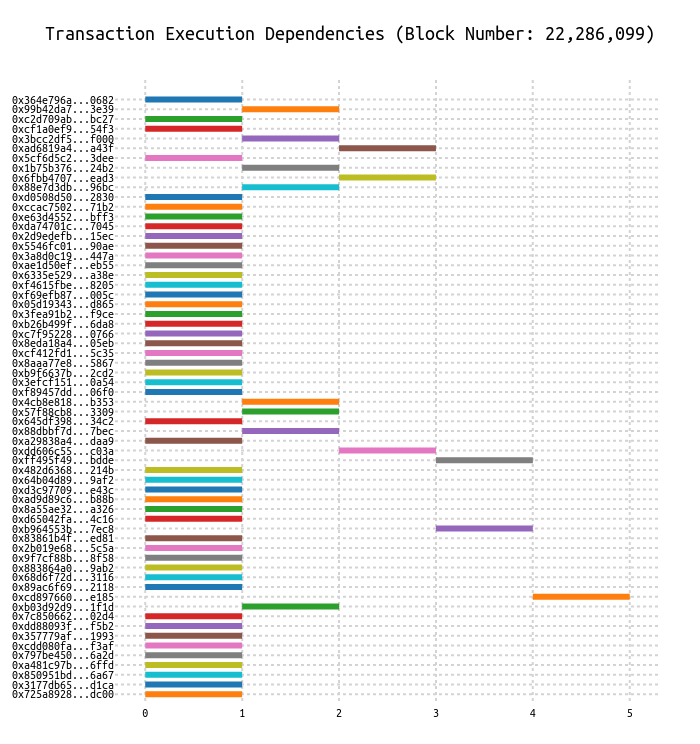 Transaction Execution Dependencies (Block Number: 22,286,099)
0x364e796a...0682
0x99b42da7...3e39
0xc2d709ab...bc27
0xcf1a0ef9...54f3
0x3bcc2df5...f000
0xad6819a4...a43f
0x5cf6d5c2...3dee
0x1b75b376...24b2
0x6fbb4707...ead3
0x88e7d3db...96bc
0xd0508d50...2830
0xccac7502...71b2
0xe63d4552...bff3
0xda74701c...7045
0x2d9edefb...15ec
0x5546fc01...90ae
0x3a8d0c19...447a
0xae1d50ef...eb55
0x6335e529...a38e
0xf4615fbe...8205
0xf69efb87...005c
0x05d19343...d865
0x3fea91b2...f9ce
0xb26b499f...6da8
0xc7f95228...0766
0x8eda18a4...05eb
0xcf412fd1...5c35
0x8aaa77e8...5867
0xb9f6637b...2cd2
0x3efcf151...0a54
0xf89457dd...06f0
0x4cb8e818...b353
0x57f88cb8...3309
0x645df398...34c2
0x88dbbf7d...7bec
0xa29838a4...daa9
0xdd606c55...c03a
0xff495f49...bdde
0x482d6368...214b
0x64b04d89...9af2
0xd3c97709...e43c
0xad9d89c6...b88b
0x8a55ae32...a326
0xd65042fa...4c16
0xb964553b...7ec8
0x83861b4f...ed81
0x2b019e68...5c5a
0x9f7cf88b...8f58
0x883864a0...9ab2
0x68d6f72d...3116
0x89ac6f69...2118
0xcd897660...e185
0xb03d92d9...1f1d
0x7c850662...02d4
0xdd88093f...f5b2
0x357779af...1993
0xcdd080fa...f3af
0x797be450...6a2d
0xa481c97b...6ffd
0x850951bd...6a67
0x3177db65...d1ca
0x725a8928...dc00
0 1 2 3 4 5